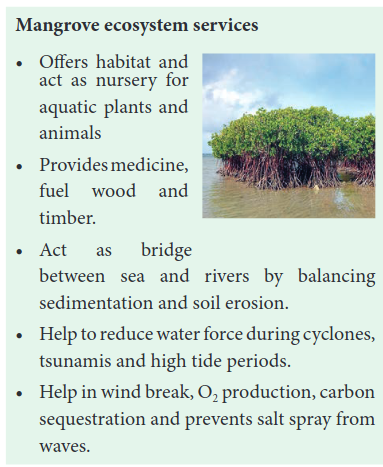 Mangrove ecosystem services
• Offers habitat and
act as nursery for
aquatic plants and
animals
• Provides medicine,
fuel wood and
timber.
• Act as bridge
between sea and rivers by balancing
sedimentation and soil erosion.
• Help to reduce water force during cyclones,
tsunamis and high tide periods.
• Help in wind break, O₂ production, carbon
sequestration and prevents salt spray from
waves.